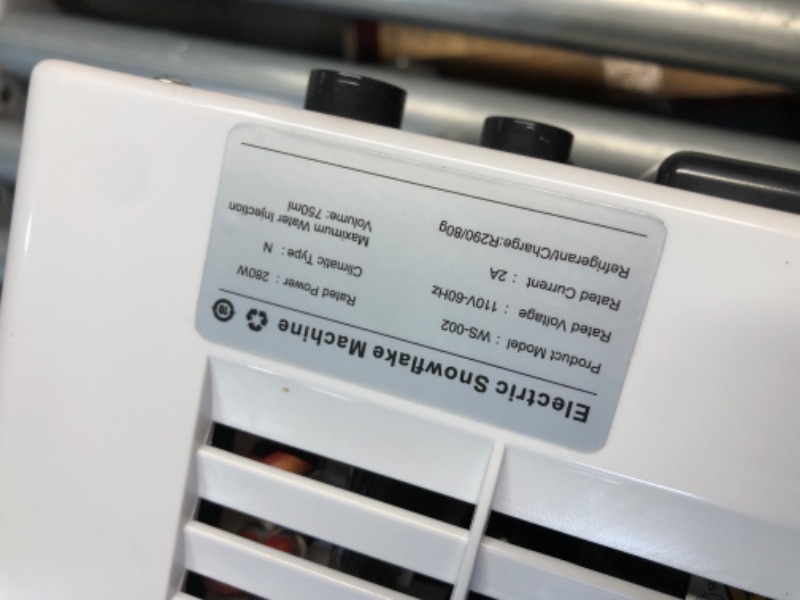 Electric Snowflake Machine
10
Product Model : WS-002
Rated Voltage : 110V-60Hz
Rated Current : 2A
Refrigerant/Charge:R290/80g
Rated Power : 280W
Climatic Type : N
Maximum Water Injection
Volume: 750ml